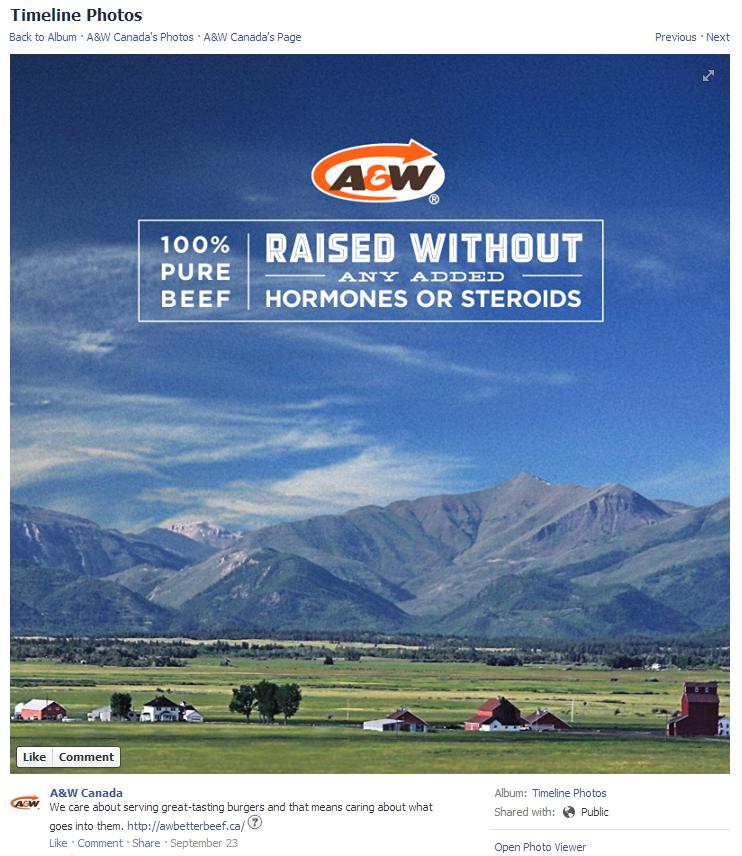 Timeline Photos
Back to Album · A&W Canada's Photos · A&W Canada's Page
Previous · Next
A&W®
100%
PURE
BEEF
RAISED WITHOUT
ANY ADDED
HORMONES OR STEROIDS
Like Comment
A&W
A&W Canada
We care about serving great-tasting burgers and that means caring about what
goes into them. http://awbetterbeef.ca/ ?
Like · Comment · Share · September 23
Album: Timeline Photos
Shared with: Public
Open Photo Viewer